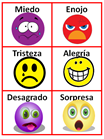 Miedo Enojo
Tristeza Alegría
Desagrado Sorpresa